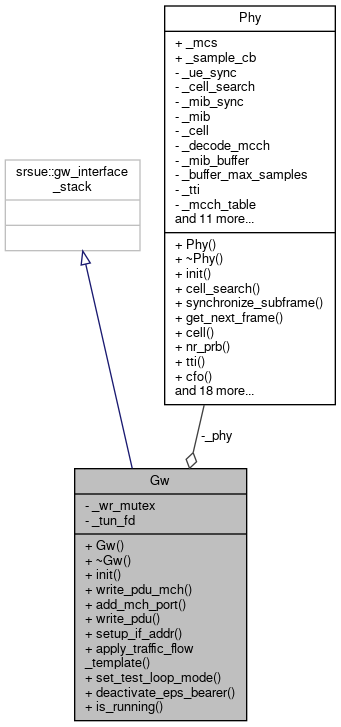 Phy
+ _mcs
+ _sample_cb
- _ue_sync
- _cell_search
- _mib_sync
- _mib
- _cell
- _decode_mcch
- _mib_buffer
- _buffer_max_samples
- _tti
- _mcch_table
and 11 more...
+ Phy()
+ ~Phy()
+ init()
+ cell_search()
+ synchronize_subframe()
+ get_next_frame()
+ cell()
+ nr_prb()
+ tti()
+ cfo()
and 18 more...
srsue::gw_interface
_stack
-_phy
Gw
- _wr_mutex
- _tun_fd
+ Gw()
+ ~Gw()
+ init()
+ write_pdu_mch()
+ add_mch_port()
+ write_pdu()
+ setup_if_addr()
+ apply_traffic_flow
_template()
+ set_test_loop_mode()
+ deactivate_eps_bearer()
+ is_running()